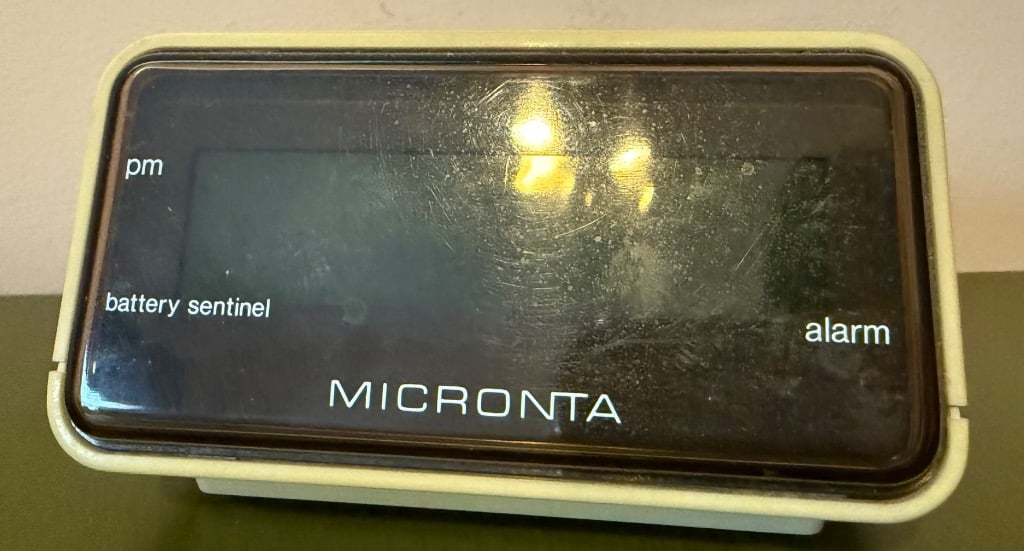 pm
battery sentinel
alarm
MICRONTA